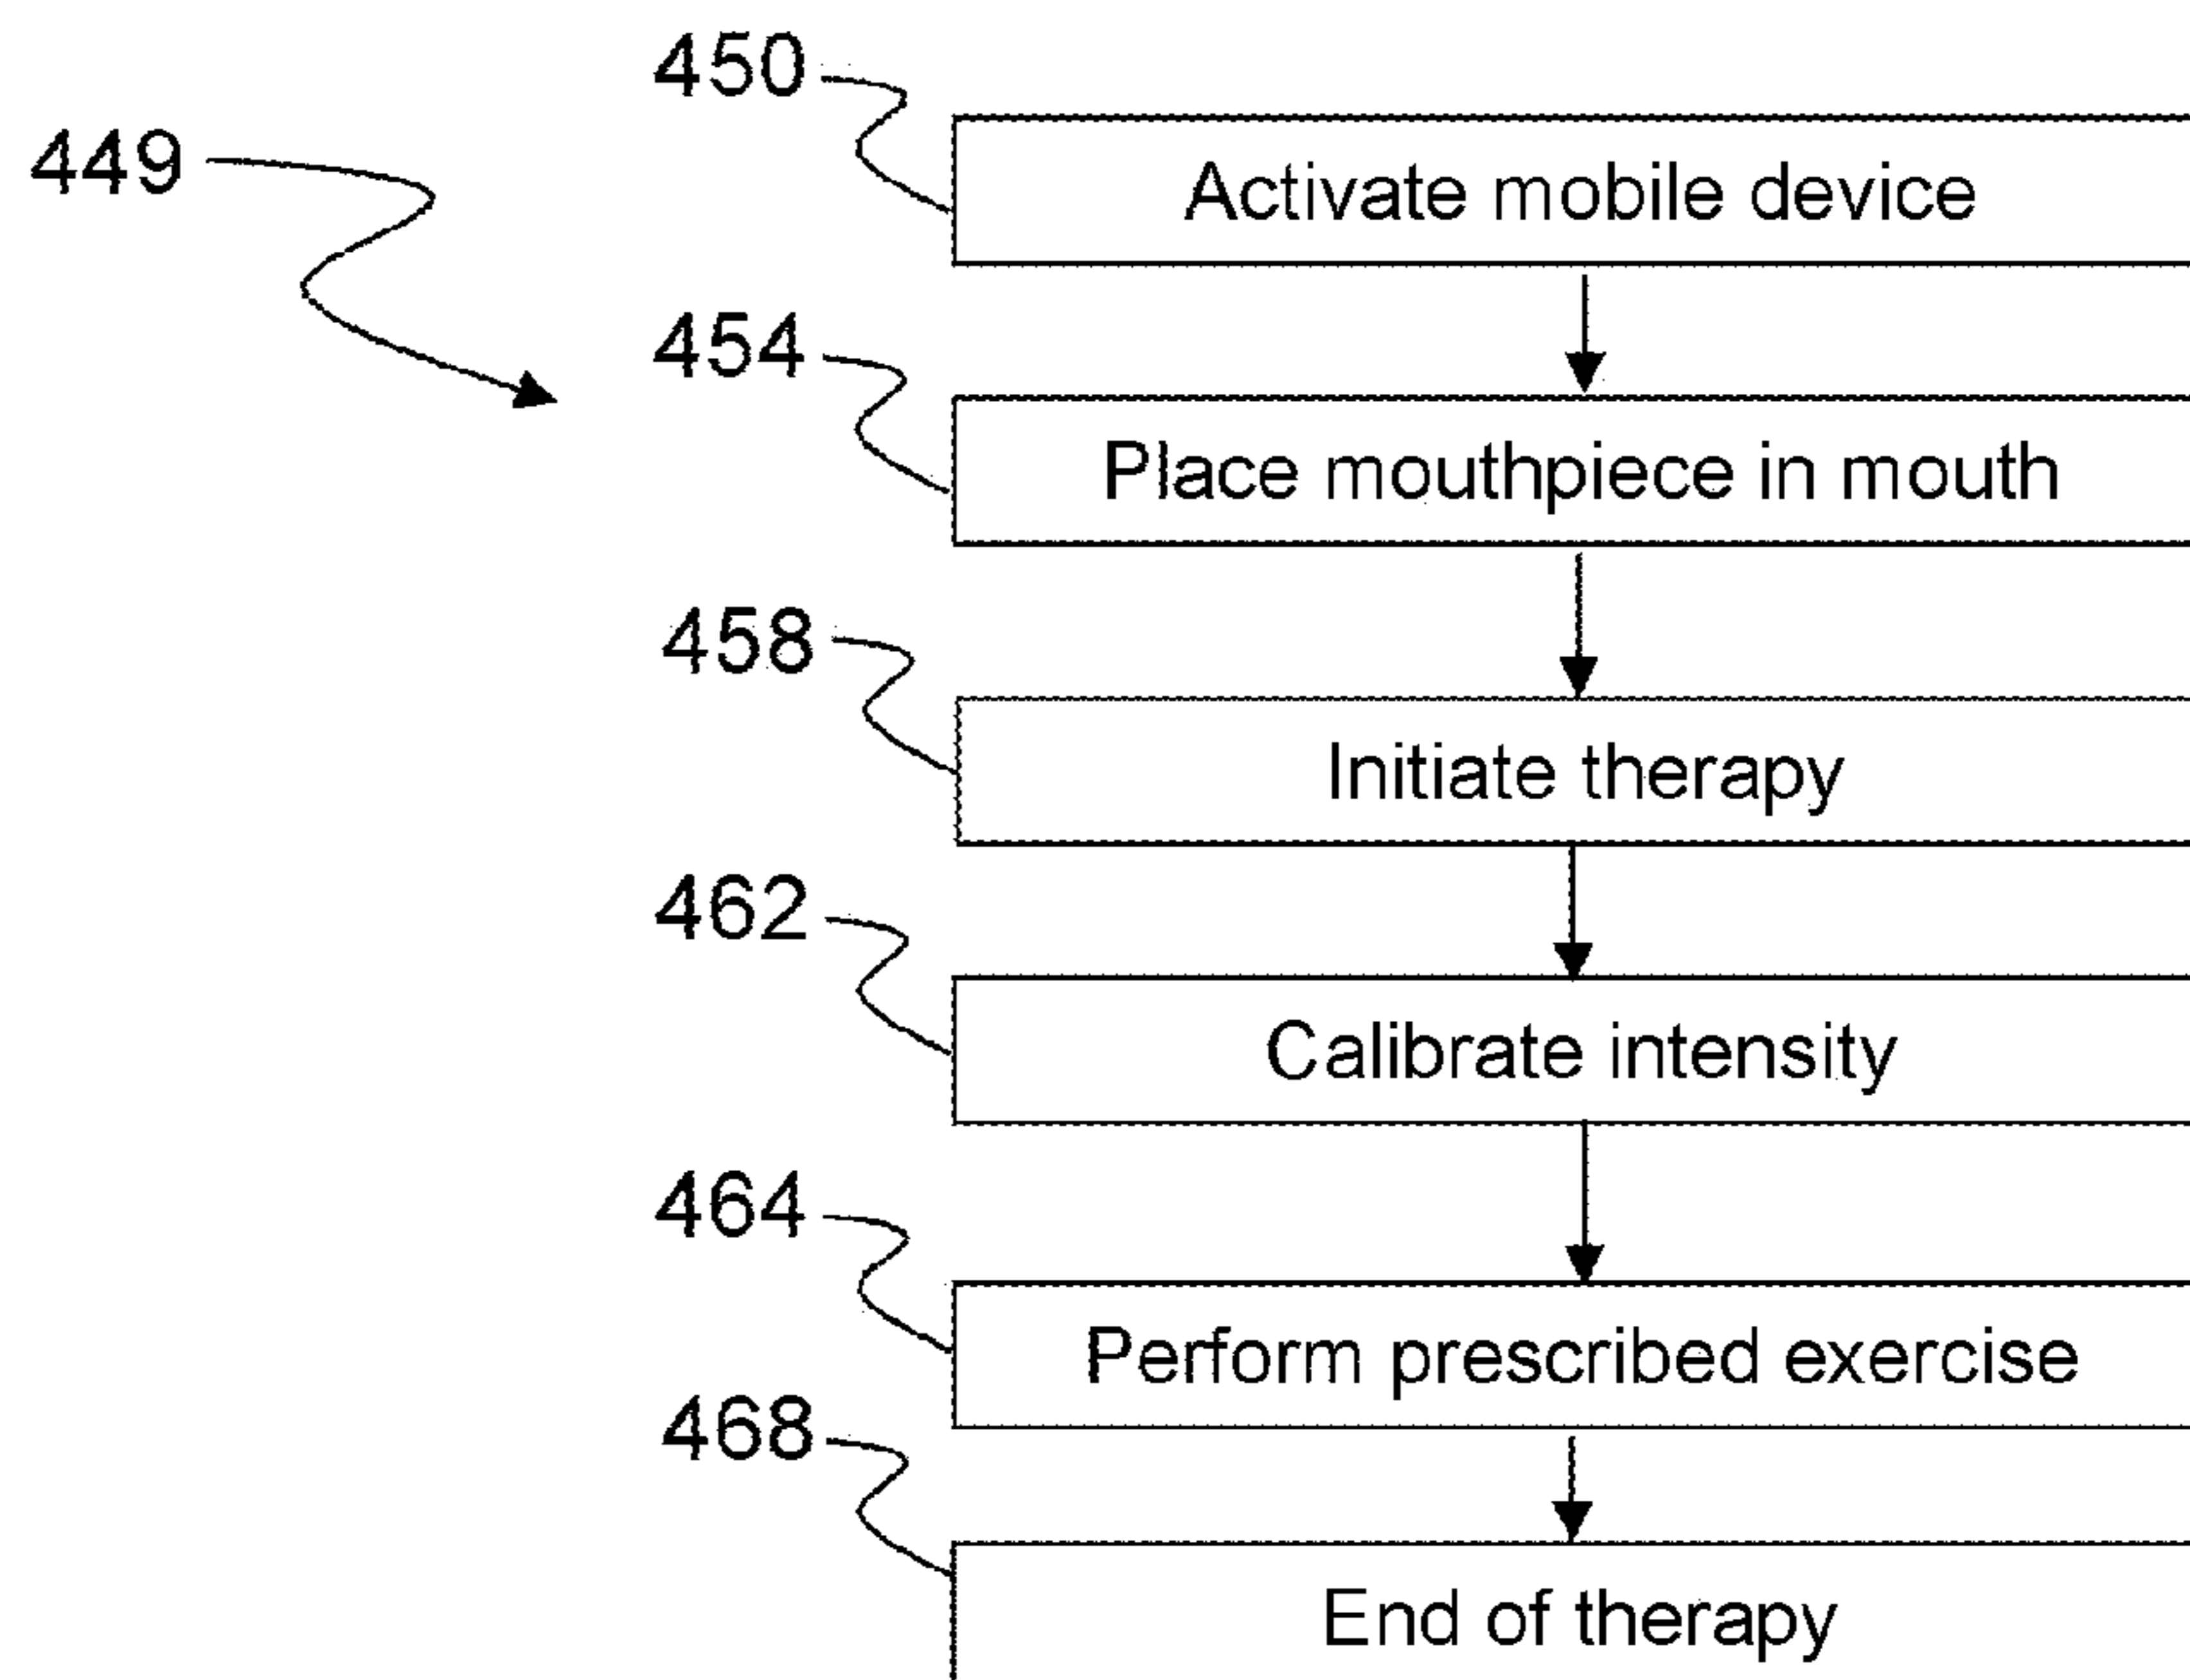 450
Activate mobile device
449
454
Place mouthpiece in mouth
458
Initiate therapy
462
Calibrate intensity
464
Perform prescribed exercise
468
End of therapy